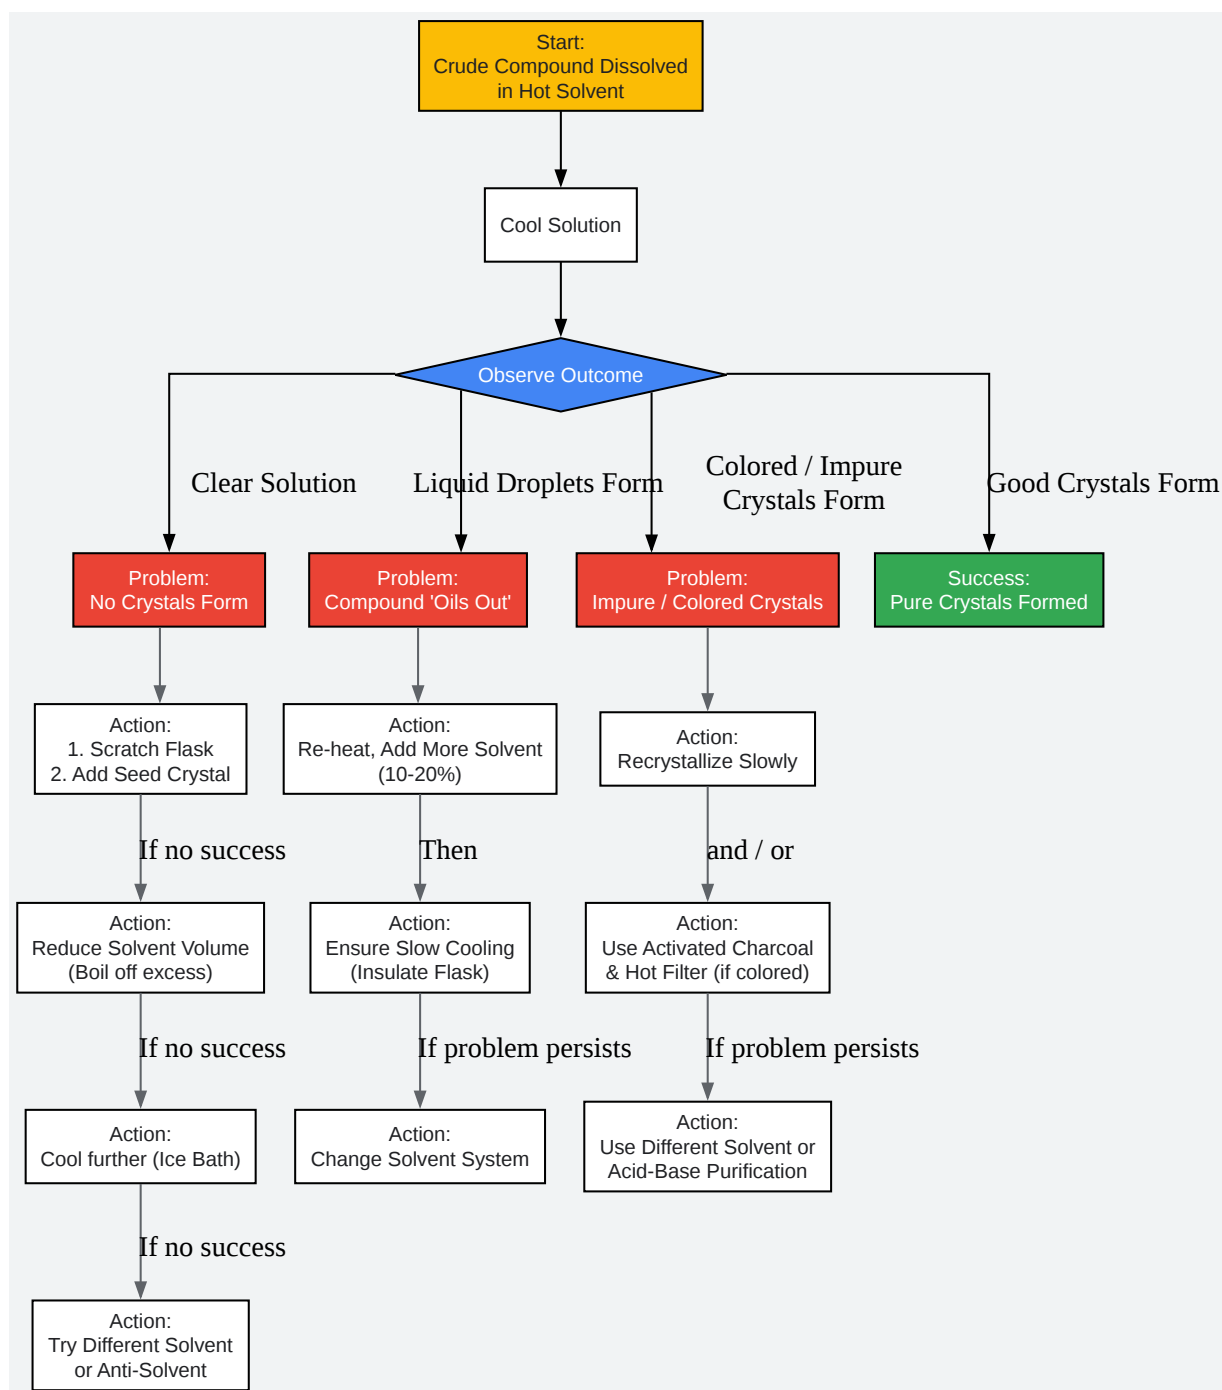 Start:
Crude Compound Dissolved
in Hot Solvent
Cool Solution
Observe Outcome
Clear Solution
Liquid Droplets Form
Colored / Impure
Crystals Form
Good Crystals Form
Problem:
No Crystals Form
Problem:
Compound 'Oils Out'
Problem:
Impure / Colored Crystals
Success:
Pure Crystals Formed
Action:
1. Scratch Flask
2. Add Seed Crystal
Action:
Re-heat, Add More Solvent
(10-20%)
Action:
Recrystallize Slowly
If no success
Then
and / or
Action:
Reduce Solvent Volume
(Boil off excess)
Action:
Ensure Slow Cooling
(Insulate Flask)
Action:
Use Activated Charcoal
& Hot Filter (if colored)
If no success
If problem persists
If problem persists
Action:
Cool further (Ice Bath)
Action:
Change Solvent System
Action:
Use Different Solvent or
Acid-Base Purification
If no success
Action:
Try Different Solvent
or Anti-Solvent